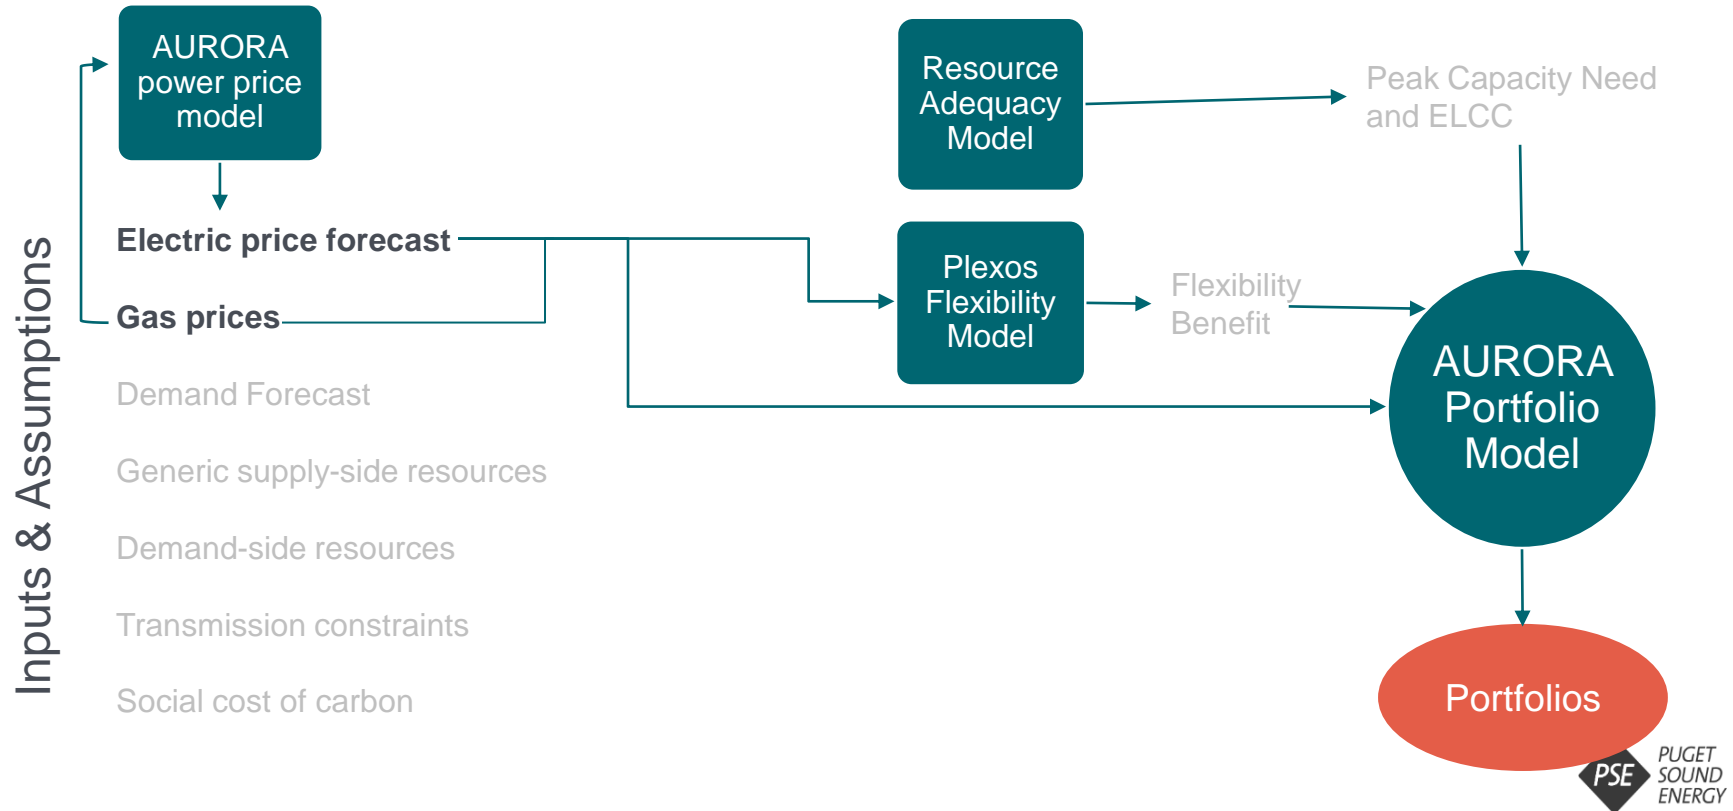 AURORA
power price
model
Resource
Adequacy
Model
Peak Capacity Need
and ELCC
Inputs & Assumptions
Electric price forecast
Gas prices
Demand Forecast
Generic supply-side resources
Demand-side resources
Transmission constraints
Social cost of carbon
Plexos
Flexibility
Model
Flexibility
Benefit
AURORA
Portfolio
Model
Portfolios
PSE
PUGET
SOUND
ENERGY